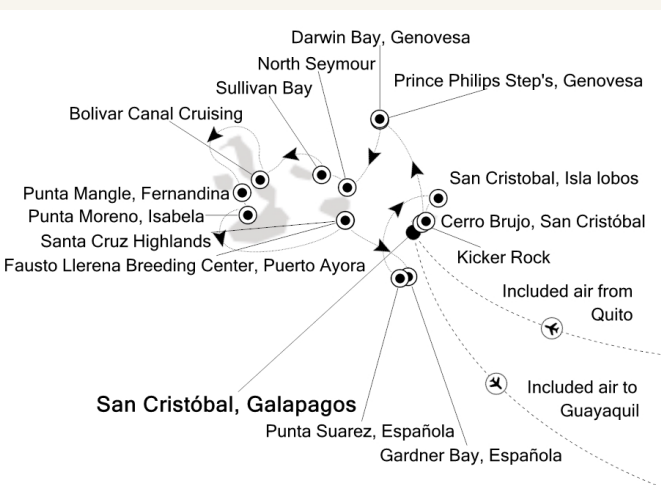 Darwin Bay, Genovesa
North Seymour
Prince Philips Step's, Genovesa
Sullivan Bay
Bolivar Canal Cruising
San Cristobal, Isla lobos
Punta Mangle, Fernandina
Punta Moreno, Isabela
Cerro Brujo, San Cristóbal
Santa Cruz Highlands
Kicker Rock
Fausto Llerena Breeding Center, Puerto Ayora
Included air from
Quito
Included air to
Guayaquil
San Cristóbal, Galapagos
Punta Suarez, Española
Gardner Bay, Española